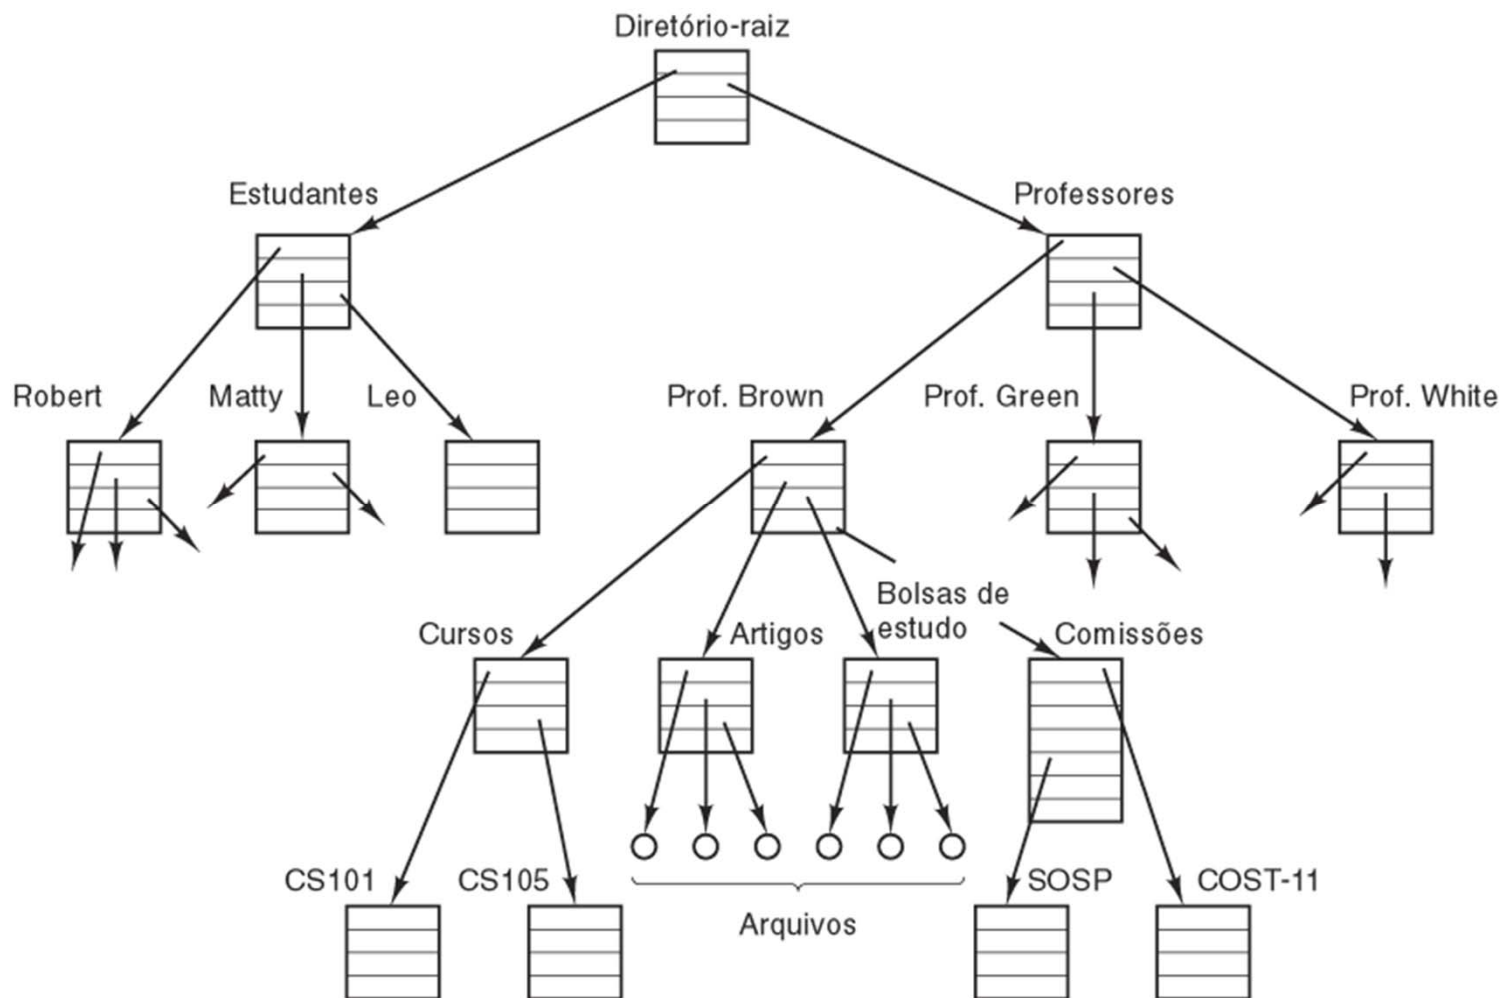 Diretório-raiz
Estudantes
Professores
Robert
Matty
Leo
Prof. Brown
Prof. Green
Prof. White
Bolsas de
estudo
Cursos
Artigos
Comissões
CS101
CS105
SOSP
COST-11
Arquivos